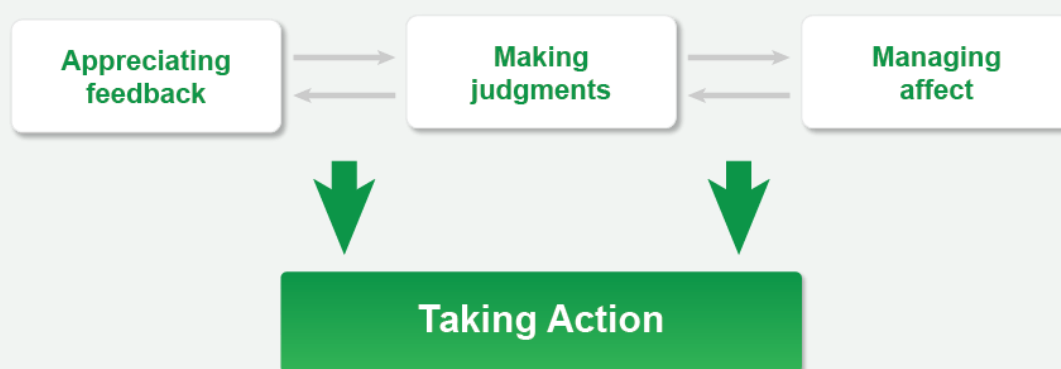 Appreciating
feedback
Making
judgments
Managing
affect
Taking Action